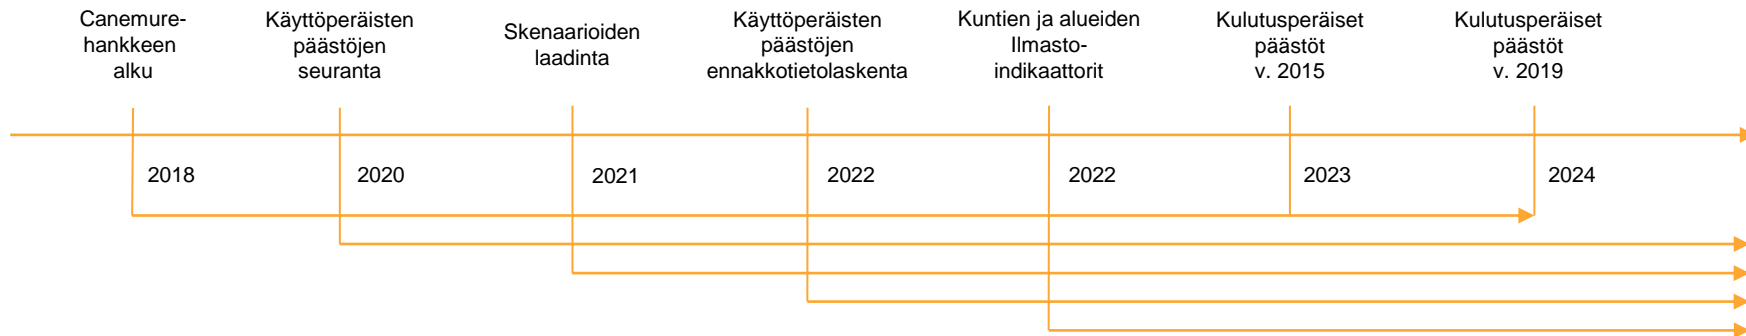 Canemure-
hankkeen
alku
Käyttöperäisten
päästöjen
seuranta
Skenaarioiden
laadinta
Käyttöperäisten
päästöjen
ennakkotietolaskenta
Kuntien ja alueiden
Ilmasto-
indikaattorit
Kulutusperäiset
päästöt
v. 2015
Kulutusperäiset
päästöt
v. 2019
2018
2020
2021
2022
2022
2023
2024